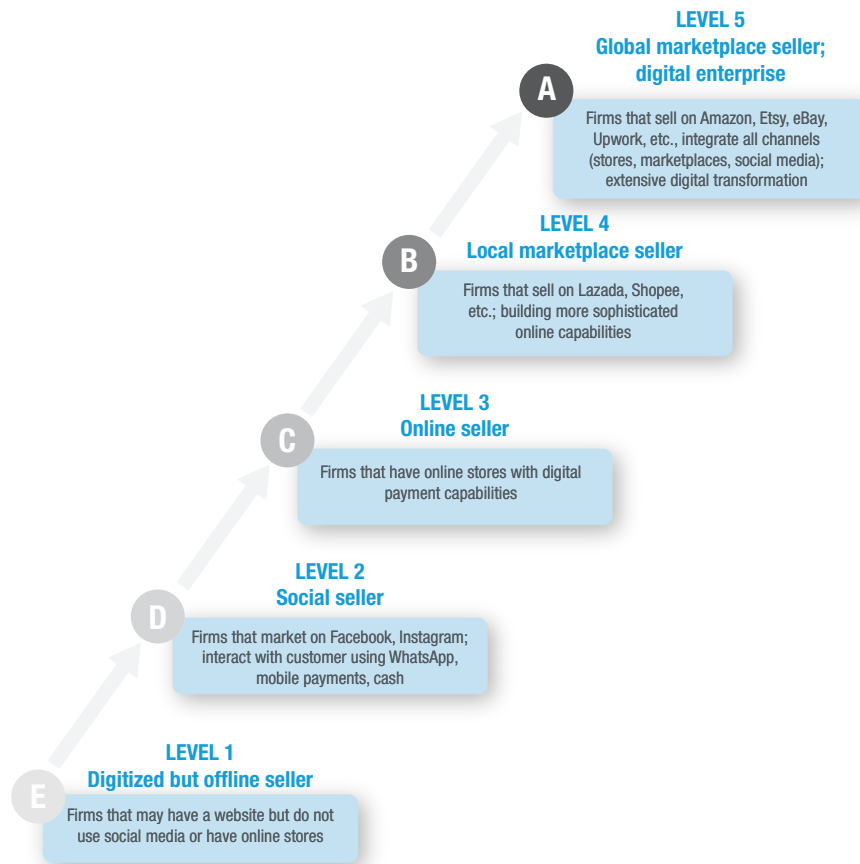 LEVEL 5
Global marketplace seller;
digital enterprise
A
Firms that sell on Amazon, Etsy, eBay,
Upwork, etc., integrate all channels
(stores, marketplaces, social media);
extensive digital transformation
LEVEL 4
Local marketplace seller
B
Firms that sell on Lazada, Shopee,
etc.; building more sophisticated
online capabilities
LEVEL 3
Online seller
C
Firms that have online stores with digital
payment capabilities
LEVEL 2
Social seller
D
Firms that market on Facebook, Instagram;
interact with customer using WhatsApp,
mobile payments, cash
LEVEL 1
Digitized but offline seller
E
Firms that may have a website but do not
use social media or have online stores